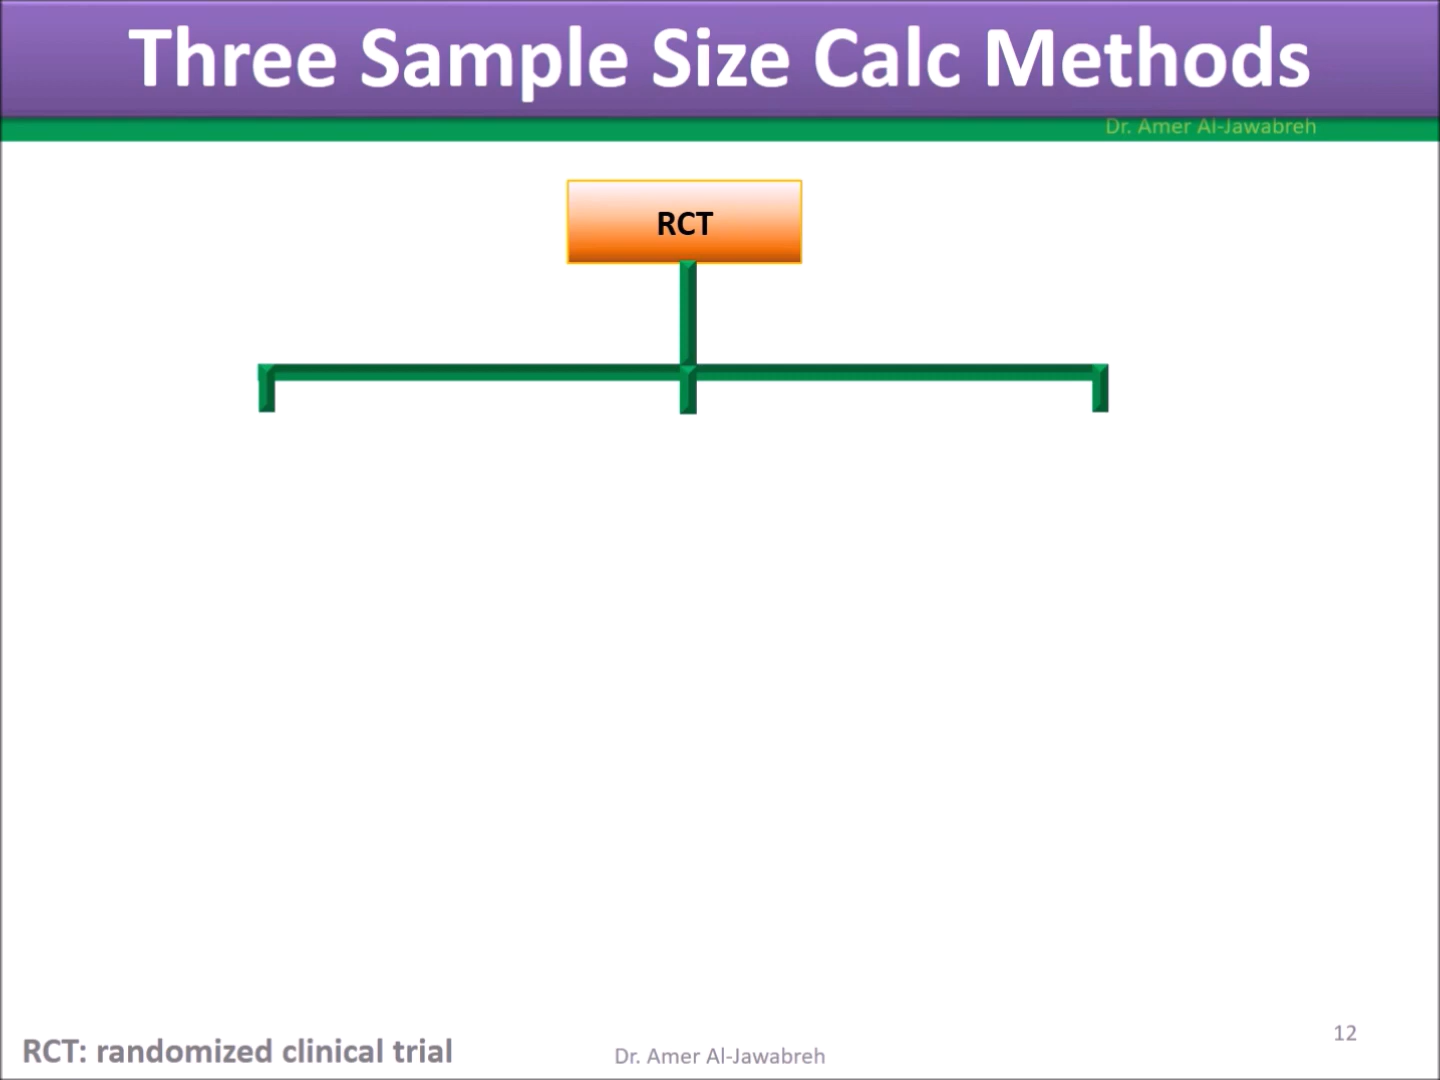 Three Sample Size Calc Methods
Dr. Amer Al-Jawabreh
RCT
12
RCT: randomized clinical trial
Dr. Amer Al-Jawabreh